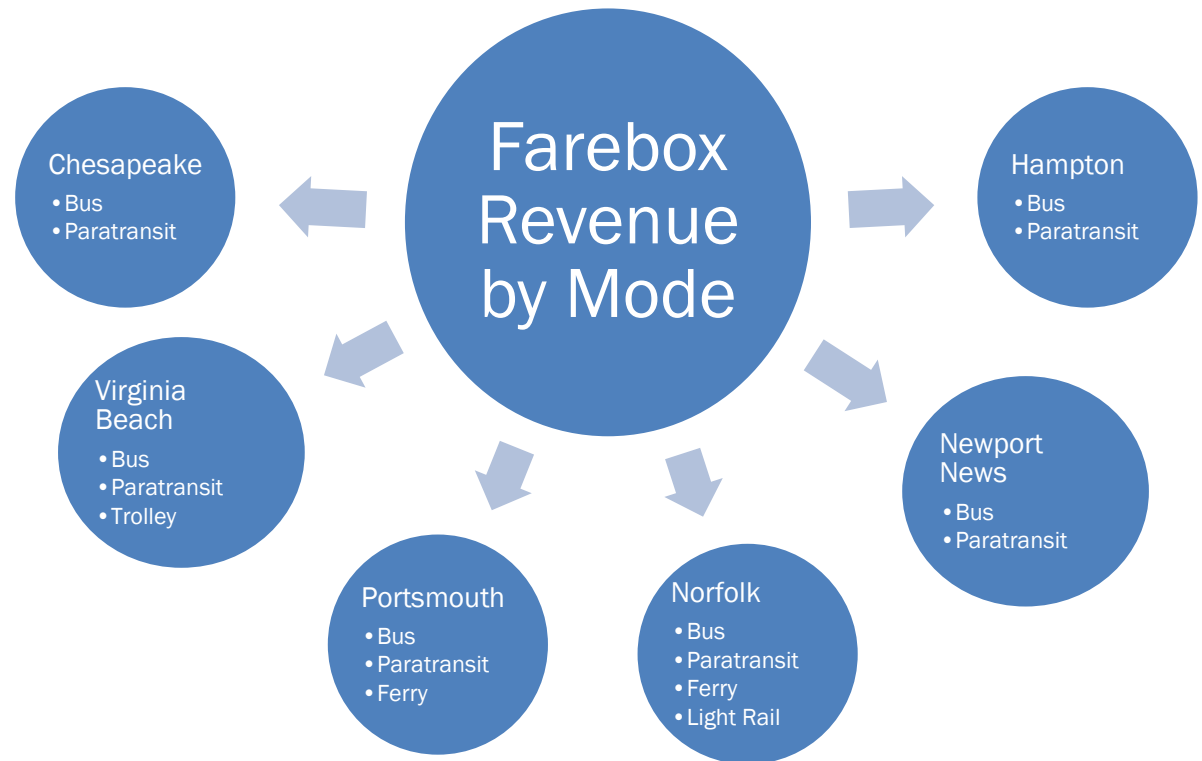 Farebox
Revenue
by Mode
Chesapeake
• Bus
• Paratransit
Virginia
Beach
• Bus
• Paratransit
• Trolley
Portsmouth
• Bus
• Paratransit
• Ferry
Norfolk
• Bus
• Paratransit
• Ferry
• Light Rail
Newport
News
• Bus
• Paratransit
Hampton
• Bus
• Paratransit